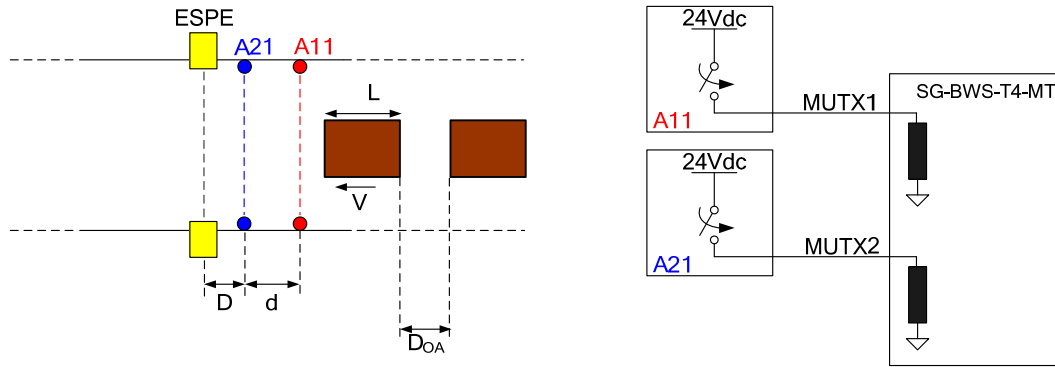 ESPE
A21 A11
L
V
D d
DOA
24Vdc
A11
MUTX1
24Vdc
A21
MUTX2
SG-BWS-T4-MT